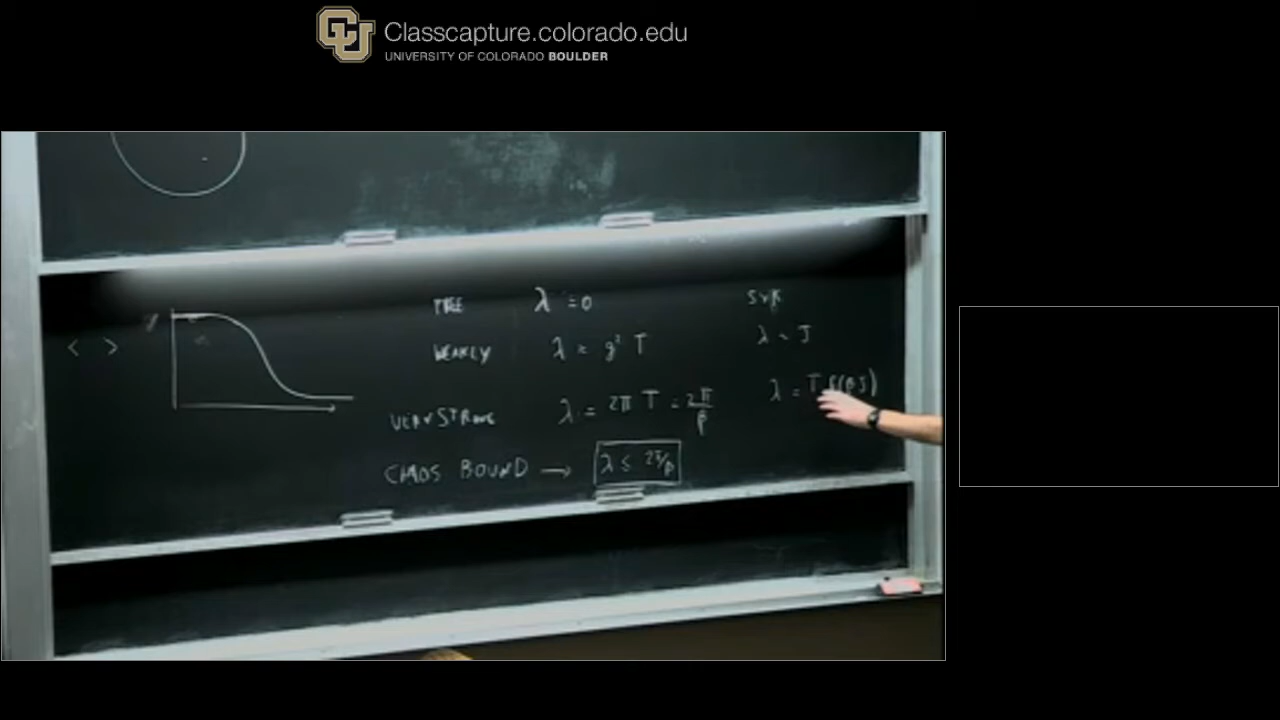 Classcapture.colorado.edu
UNIVERSITY OF COLORADO BOULDER
FREE λ = 0 SYK
< > WEAKLY λ ≈ g² T λ ~ J
VERY STRONG λ = 2π T = 2π/β λ = T f(βJ)
CHAOS BOUND → λ ≤ 2π/β